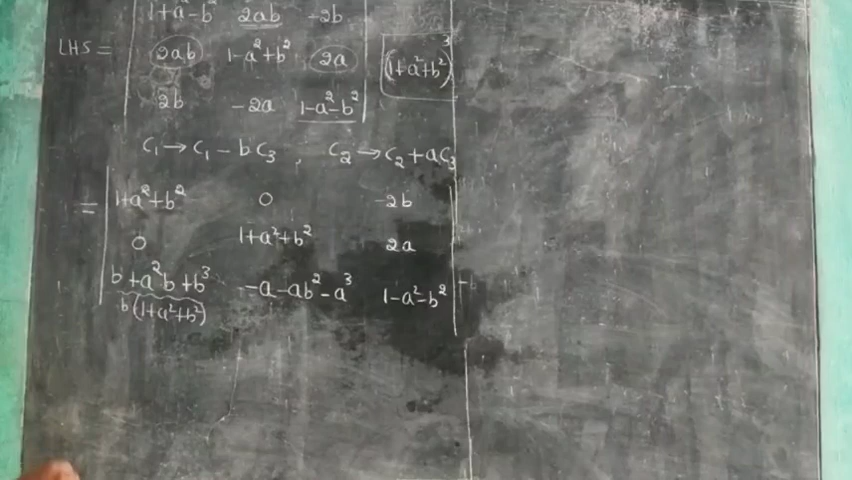 1+a²-b² 2ab -2b
LHS = 2ab 1-a²+b² 2a (1+a²+b²)³
2b -2a 1-a²-b²
C₁→C₁-bC₃, C₂→C₂+aC₃
= 1+a²+b² 0 -2b
0 1+a²+b² 2a
b+a²b+b³ -a-ab²-a³ 1-a²-b²
b(1+a²+b²)